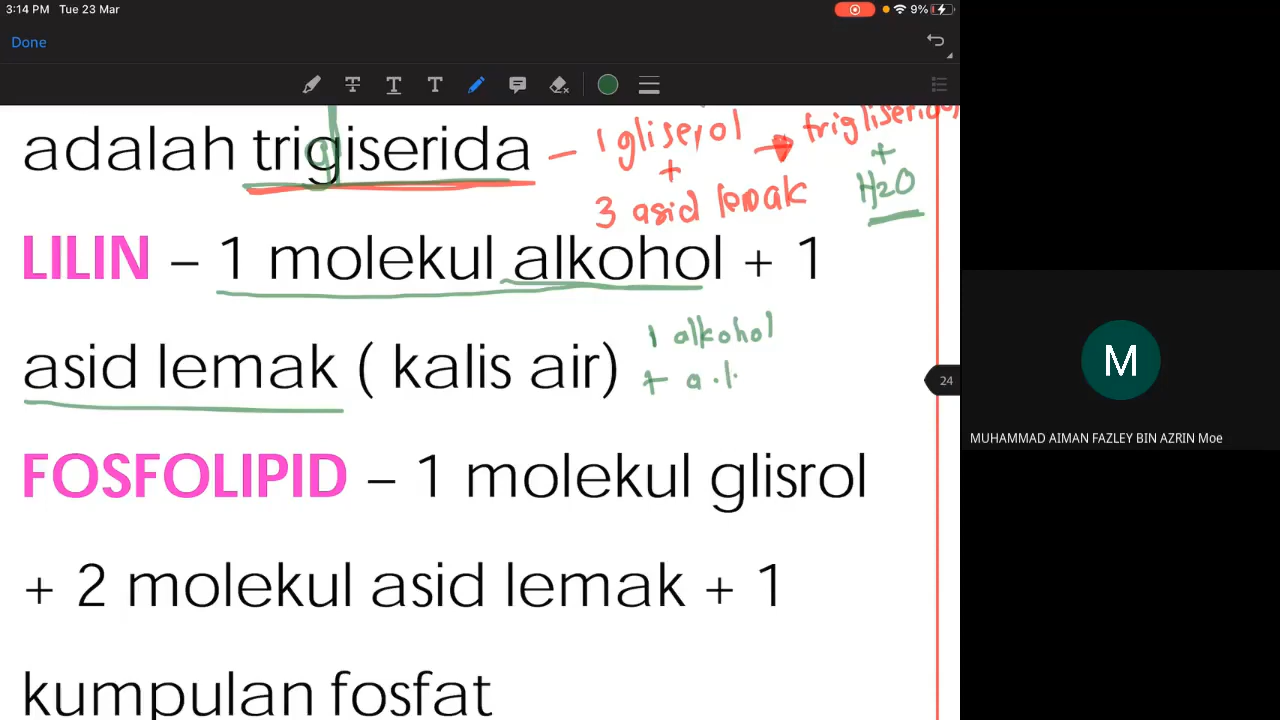 3:14 PM Tue 23 Mar
9%
Done
T T T
adalah trigiserida – 1 gliserol → trigliserida
+ +
3 asid lemak H2O
LILIN – 1 molekul alkohol + 1
asid lemak ( kalis air) 1 alkohol
+ a.l
24
FOSFOLIPID – 1 molekul glisrol
+ 2 molekul asid lemak + 1
kumpulan fosfat
M
MUHAMMAD AIMAN FAZLEY BIN AZRIN Moe